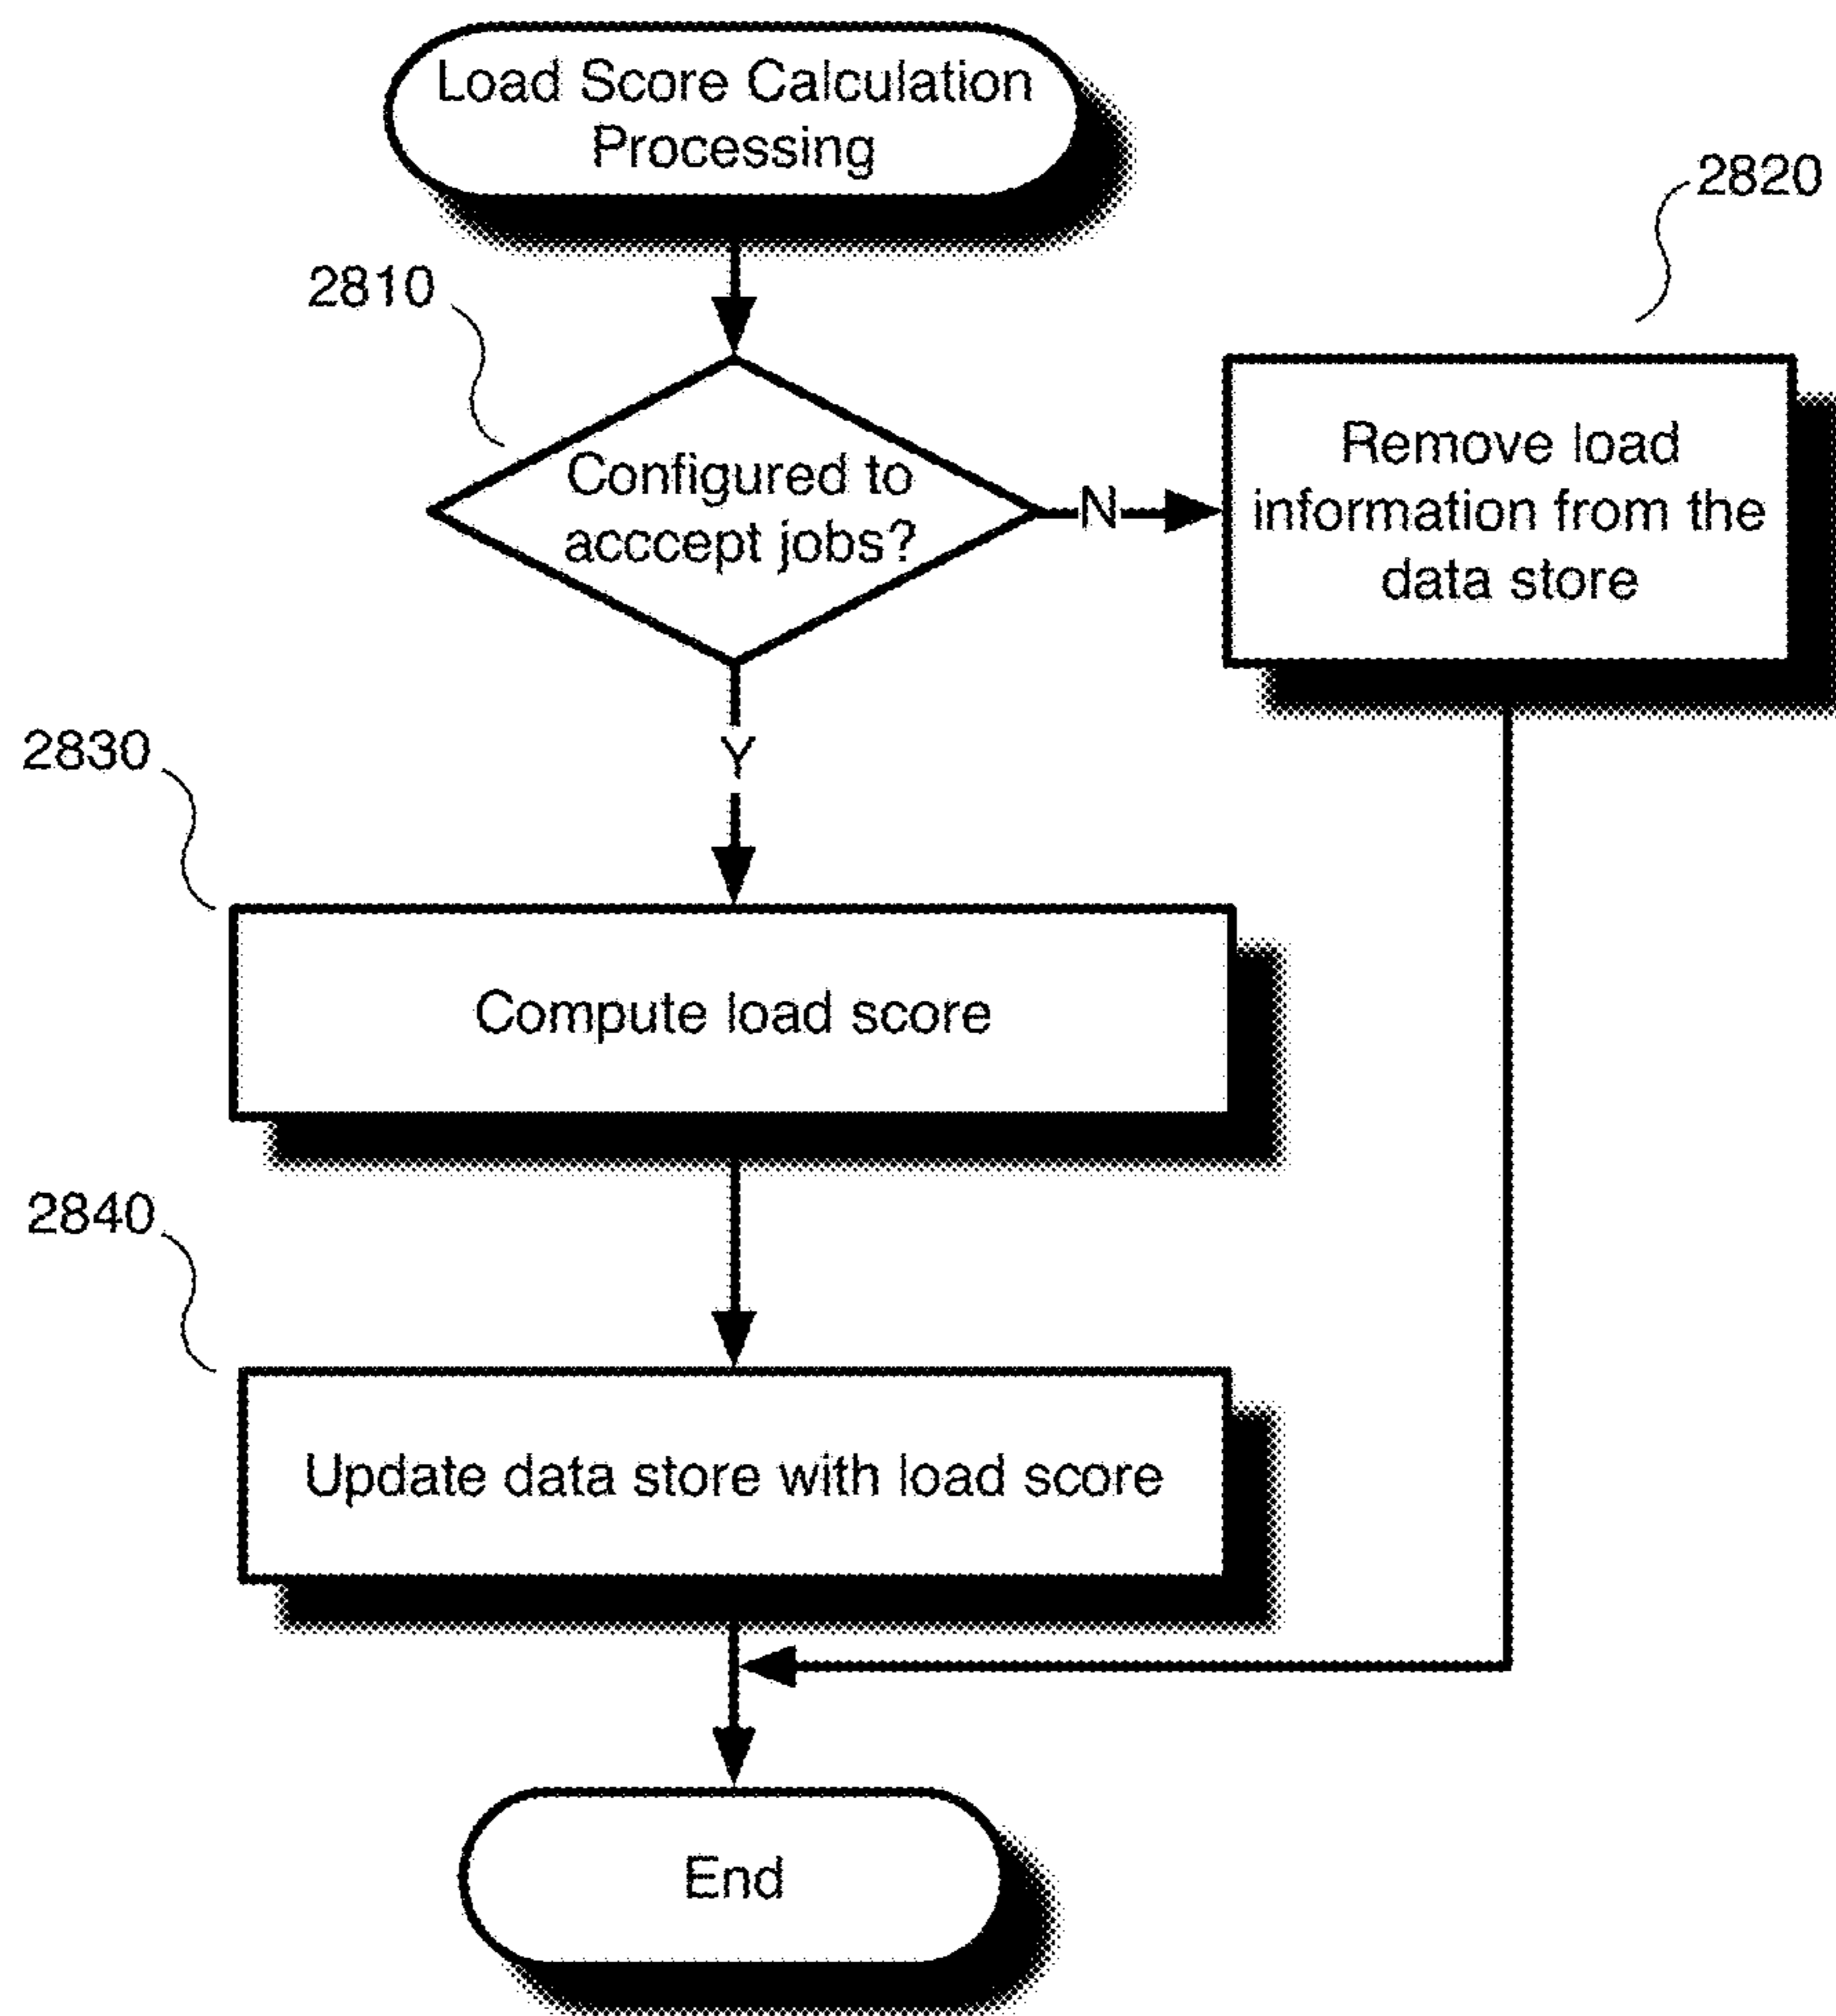 Load Score Calculation
Processing
2820
2810
Configured to
acccept jobs?
N
Remove load
information from the
data store
Y
2830
Compute load score
2840
Update data store with load score
End